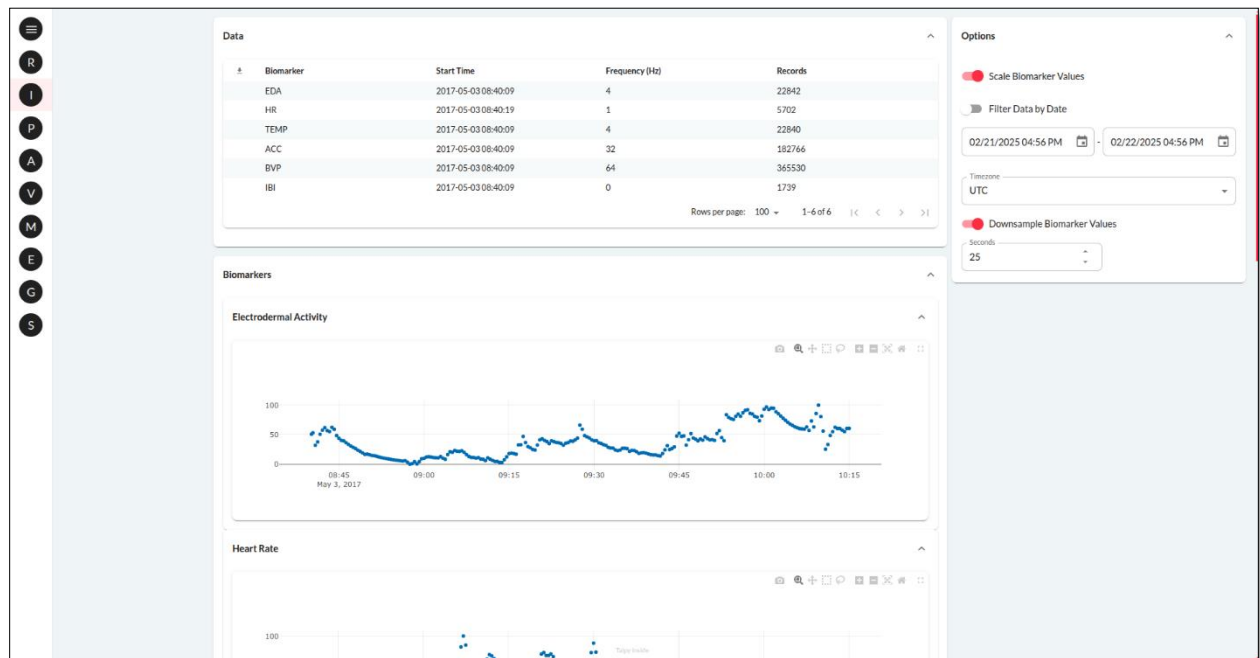 R
I
P
A
V
M
E
G
S
Data
Biomarker Start Time Frequency (Hz) Records
EDA 2017-05-03 08:40:09 4 22842
HR 2017-05-03 08:40:19 1 5702
TEMP 2017-05-03 08:40:09 4 22840
ACC 2017-05-03 08:40:09 32 182766
BVP 2017-05-03 08:40:09 64 365530
IBI 2017-05-03 08:40:09 0 1739
Rows per page: 100 1-6 of 6
Biomarkers
Electrodermal Activity
100
50
0
08:45 09:00 09:15 09:30 09:45 10:00 10:15
May 3, 2017
Heart Rate
100
Options
Scale Biomarker Values
Filter Data by Date
02/21/2025 04:56 PM - 02/22/2025 04:56 PM
Timezone
UTC
Downsample Biomarker Values
Seconds
25